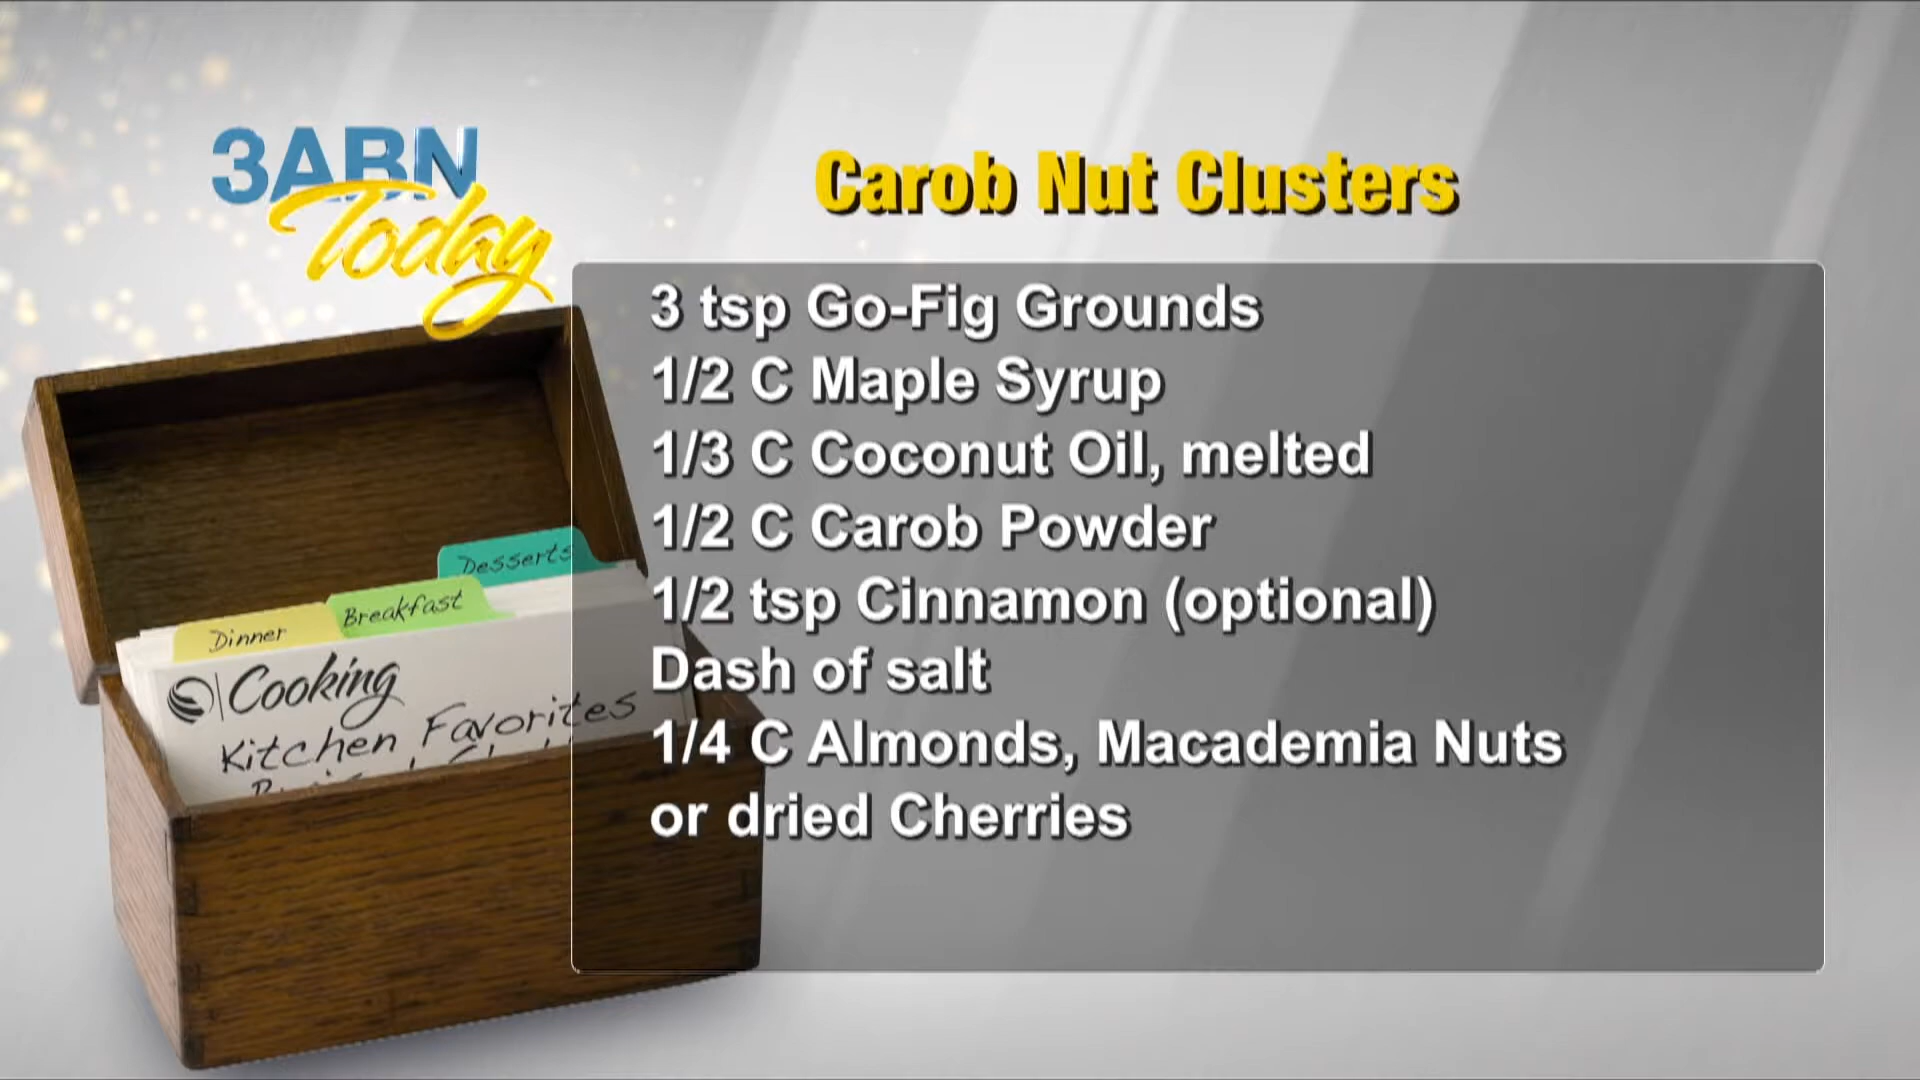 3ABN
Today
Carob Nut Clusters
3 tsp Go-Fig Grounds
1/2 C Maple Syrup
1/3 C Coconut Oil, melted
1/2 C Carob Powder
1/2 tsp Cinnamon (optional)
Dash of salt
1/4 C Almonds, Macademia Nuts
or dried Cherries
Desserts
Breakfast
Dinner
Cooking
Kitchen Favorites